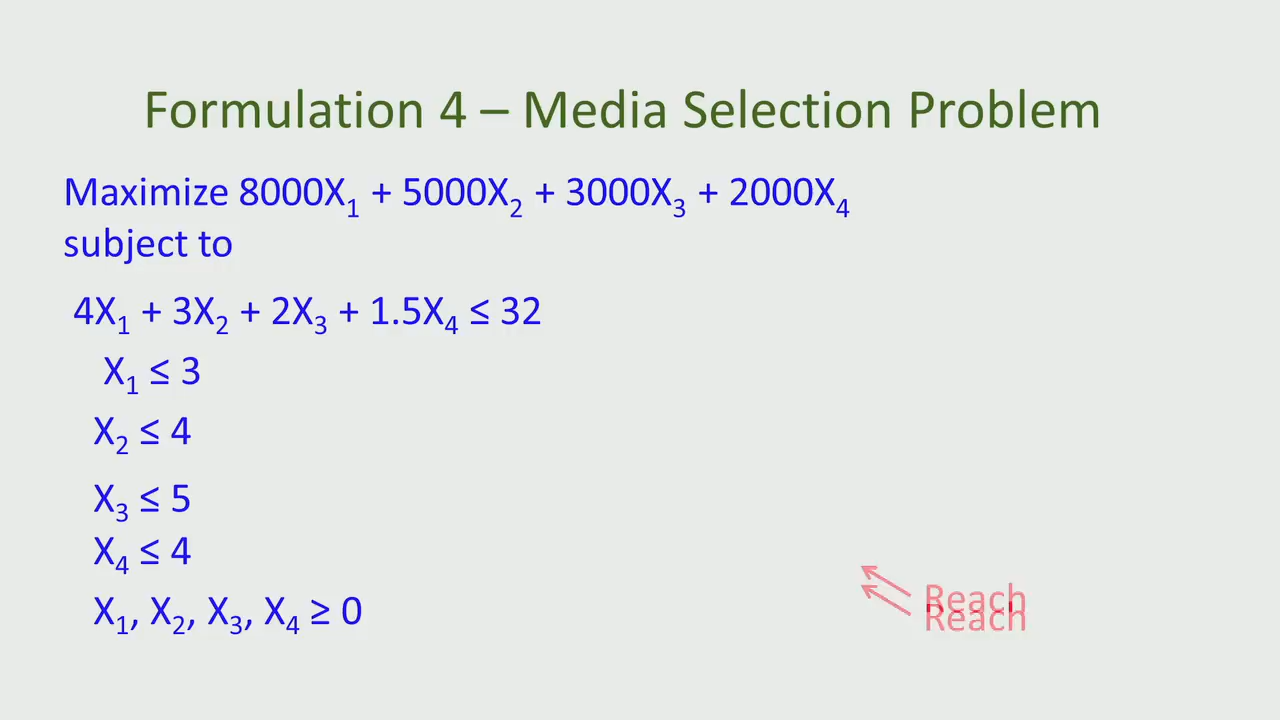 Formulation 4 – Media Selection Problem
Maximize 8000X₁ + 5000X₂ + 3000X₃ + 2000X₄
subject to
4X₁ + 3X₂ + 2X₃ + 1.5X₄ ≤ 32
X₁ ≤ 3
X₂ ≤ 4
X₃ ≤ 5
X₄ ≤ 4
X₁, X₂, X₃, X₄ ≥ 0
Reach
Reach